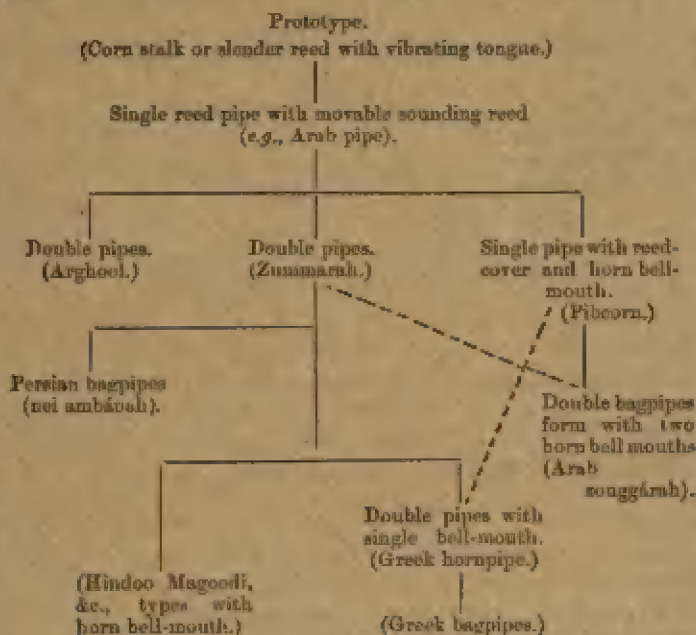 Prototype.
(Corn stalk or slender reed with vibrating tongue.)
Single reed pipe with movable sounding reed
(e.g., Arab pipe).
Double pipes.
(Arghool.)
Double pipes.
(Zummarah.)
Single pipe with reed-
cover and horn bell-
mouth.
(Pibcorn.)
Persian bagpipes
(nei ambánah).
Double bagpipes
form with two
horn bell mouths
(Arab
zouggárah).
Double pipes with
single bell-mouth.
(Greek hornpipe.)
(Hindoo Magoodi,
&c., types with
horn bell-mouth.)
(Greek bagpipes.)